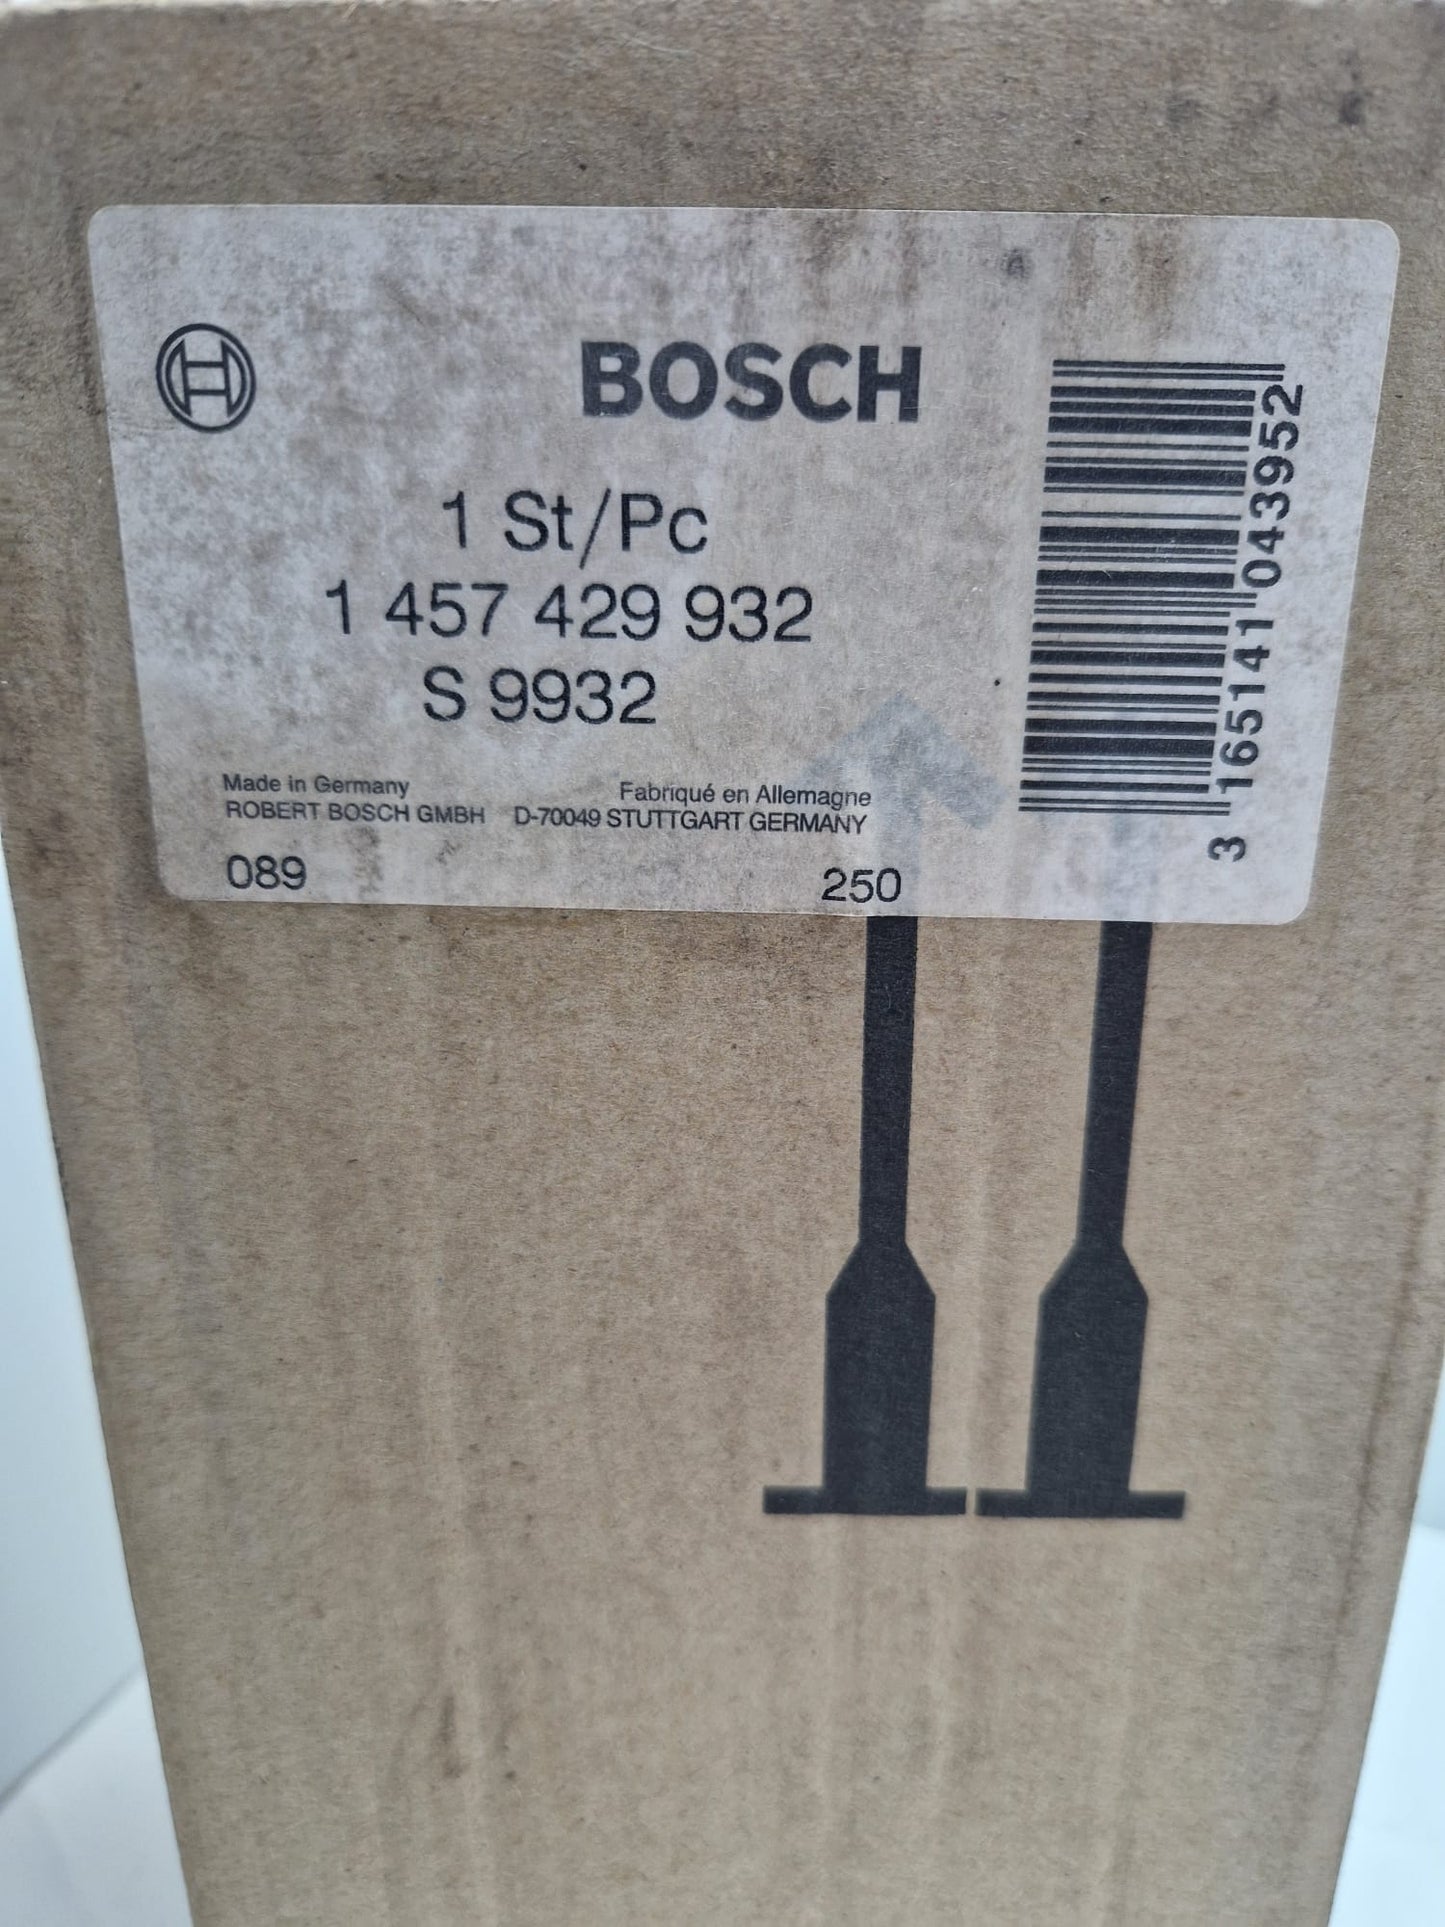 BOSCH
1 St/Pc
1 457 429 932
S 9932
Made in Germany Fabriqué en Allemagne
ROBERT BOSCH GMBH D-70049 STUTTGART GERMANY
089 250
3 165141 043952